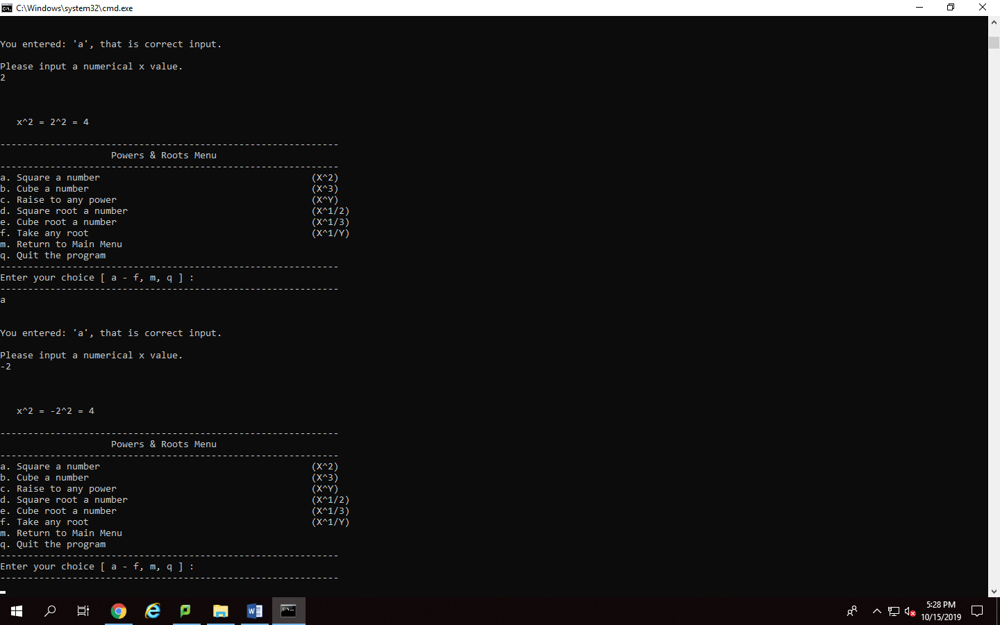 C:\Windows\system32\cmd.exe
You entered: 'a', that is correct input.
Please input a numerical x value.
2
x^2 = 2^2 = 4
-------------------------------------------------------------
Powers & Roots Menu
-------------------------------------------------------------
a. Square a number (X^2)
b. Cube a number (X^3)
c. Raise to any power (X^Y)
d. Square root a number (X^1/2)
e. Cube root a number (X^1/3)
f. Take any root (X^1/Y)
m. Return to Main Menu
q. Quit the program
-------------------------------------------------------------
Enter your choice [ a - f, m, q ] :
-------------------------------------------------------------
a
You entered: 'a', that is correct input.
Please input a numerical x value.
-2
x^2 = -2^2 = 4
-------------------------------------------------------------
Powers & Roots Menu
-------------------------------------------------------------
a. Square a number (X^2)
b. Cube a number (X^3)
c. Raise to any power (X^Y)
d. Square root a number (X^1/2)
e. Cube root a number (X^1/3)
f. Take any root (X^1/Y)
m. Return to Main Menu
q. Quit the program
-------------------------------------------------------------
Enter your choice [ a - f, m, q ] :
-------------------------------------------------------------
5:28 PM
10/15/2019